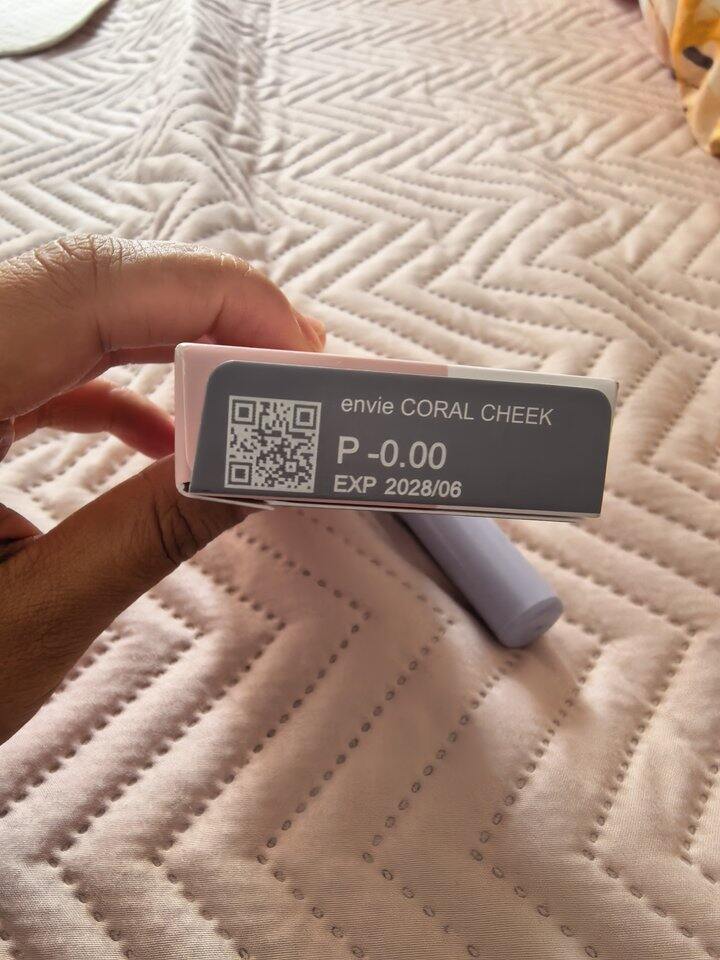 envie CORAL CHEEK
P -0.00
EXP 2028/06